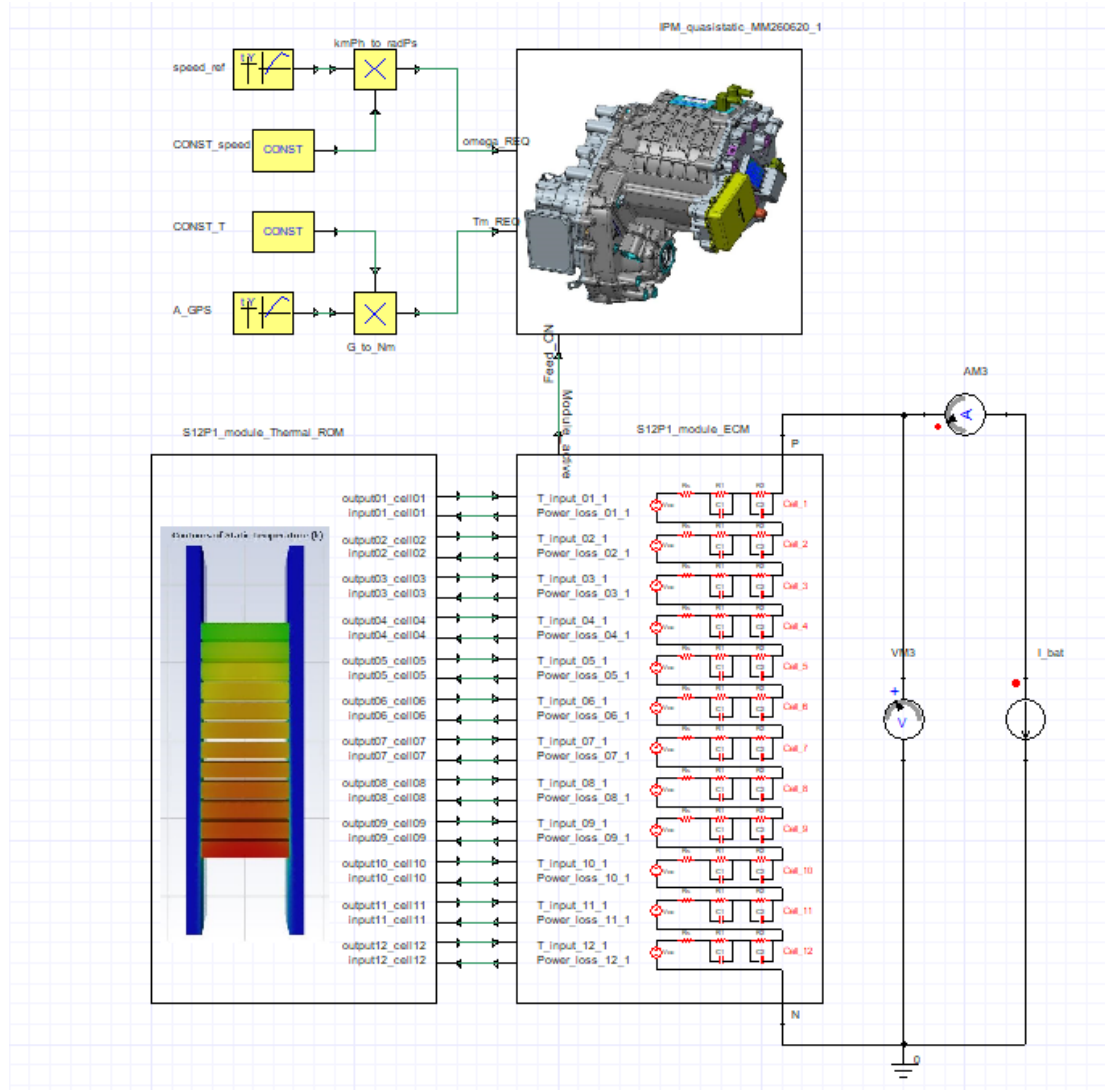 IPM_quasistatic_MM260620_1
kmPh_to_radPs
speed_ref
CONST_speed
CONST
omega_REQ
CONST_T
CONST
Tm_REQ
A_GPS
G_to_Nm
Feed_ON
Module_active
AM3
A
S12P1_module_Thermal_ROM
S12P1_module_ECM
P
Contours of Static Temperature (k)
output01_cell01
input01_cell01
output02_cell02
input02_cell02
output03_cell03
input03_cell03
output04_cell04
input04_cell04
output05_cell05
input05_cell05
output06_cell06
input06_cell06
output07_cell07
input07_cell07
output08_cell08
input08_cell08
output09_cell09
input09_cell09
output10_cell10
input10_cell10
output11_cell11
input11_cell11
output12_cell12
input12_cell12
T_input_01_1
Power_loss_01_1
T_input_02_1
Power_loss_02_1
T_input_03_1
Power_loss_03_1
T_input_04_1
Power_loss_04_1
T_input_05_1
Power_loss_05_1
T_input_06_1
Power_loss_06_1
T_input_07_1
Power_loss_07_1
T_input_08_1
Power_loss_08_1
T_input_09_1
Power_loss_09_1
T_input_10_1
Power_loss_10_1
T_input_11_1
Power_loss_11_1
T_input_12_1
Power_loss_12_1
Cell_1
Cell_2
Cell_3
Cell_4
Cell_5
Cell_6
Cell_7
Cell_8
Cell_9
Cell_10
Cell_11
Cell_12
VM3
+
V
I_bat
N
0